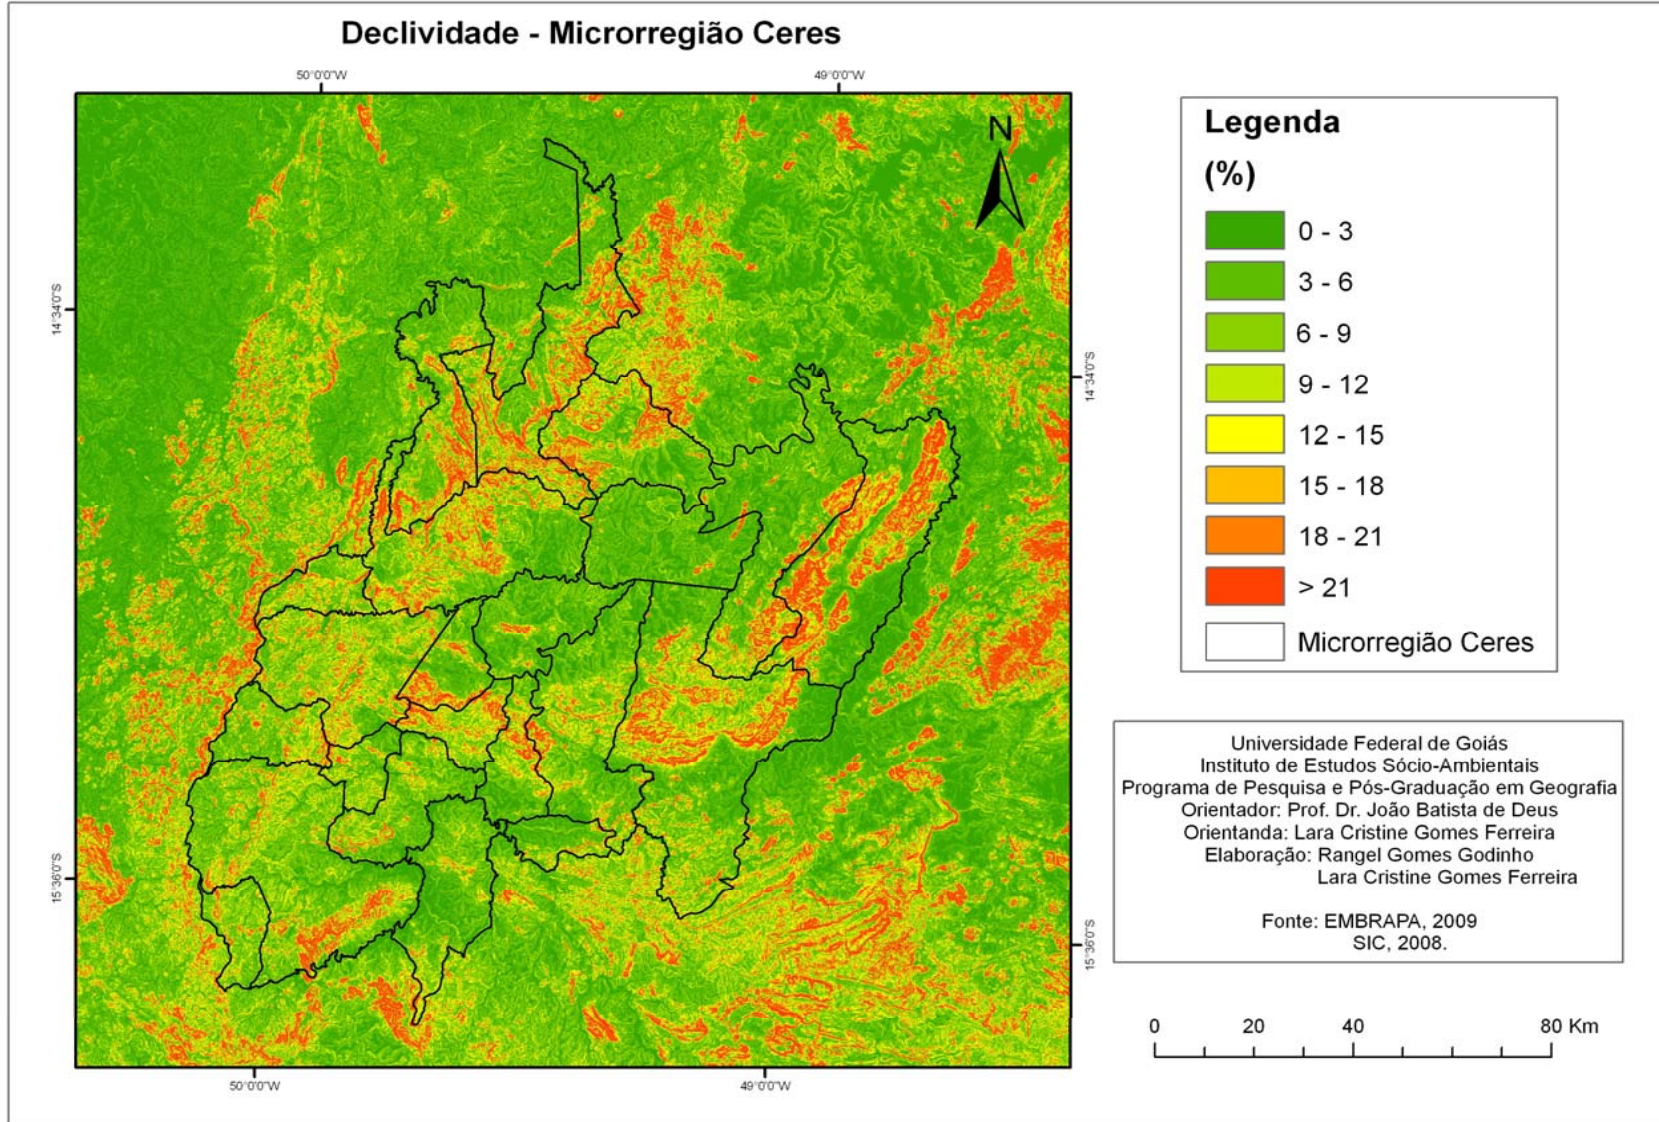 Declividade - Microrregião Ceres
50°0'0"W
49°0'0"W
14°34'0"S
15°36'0"S
14°34'0"S
15°36'0"S
50°0'0"W
49°0'0"W
N
Legenda
(%)
0 - 3
3 - 6
6 - 9
9 - 12
12 - 15
15 - 18
18 - 21
> 21
Microrregião Ceres
Universidade Federal de Goiás
Instituto de Estudos Sócio-Ambientais
Programa de Pesquisa e Pós-Graduação em Geografia
Orientador: Prof. Dr. João Batista de Deus
Orientanda: Lara Cristine Gomes Ferreira
Elaboração: Rangel Gomes Godinho
Lara Cristine Gomes Ferreira
Fonte: EMBRAPA, 2009
SIC, 2008.
0 20 40 80 Km